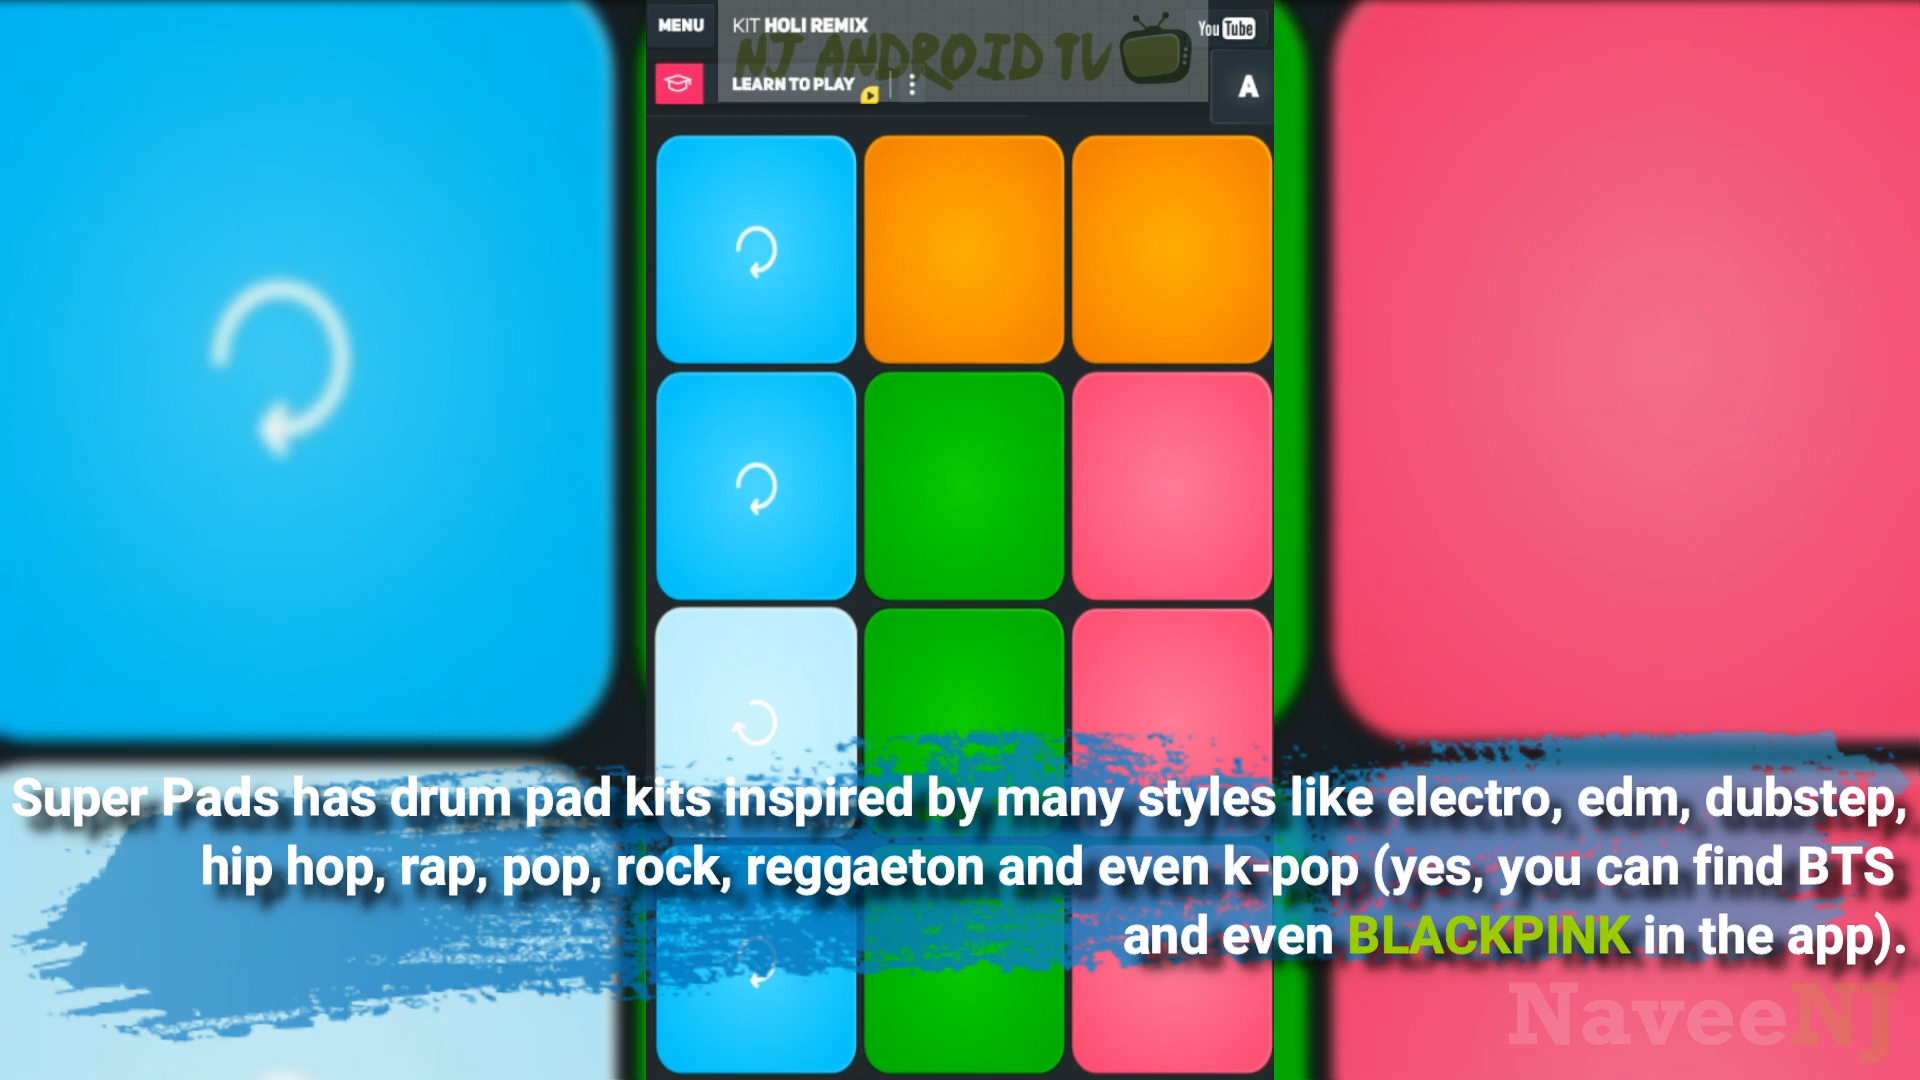 MENU
KIT HOLI REMIX
YouTube
NJ ANDROID TV
LEARN TO PLAY
A
Super Pads has drum pad kits inspired by many styles like electro, edm, dubstep,
hip hop, rap, pop, rock, reggaeton and even k-pop (yes, you can find BTS
and even BLACKPINK in the app).
NaveeNJ